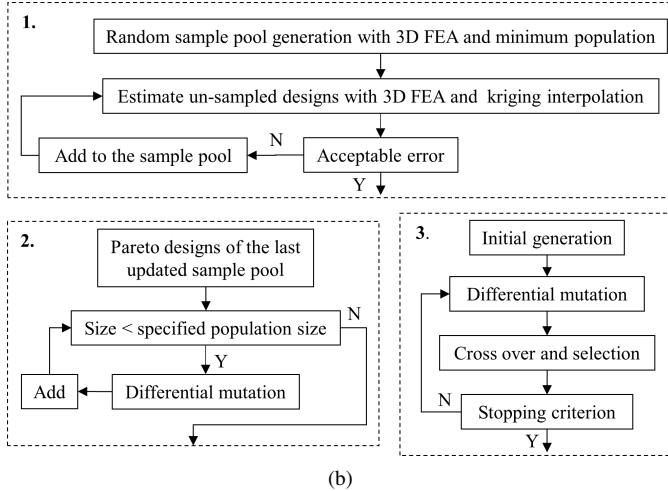 1.
Random sample pool generation with 3D FEA and minimum population
Estimate un-sampled designs with 3D FEA and kriging interpolation
N
Add to the sample pool
Acceptable error
Y
2.
Pareto designs of the last
updated sample pool
Size < specified population size
N
Y
Add
Differential mutation
3.
Initial generation
Differential mutation
Cross over and selection
N
Stopping criterion
Y
(b)